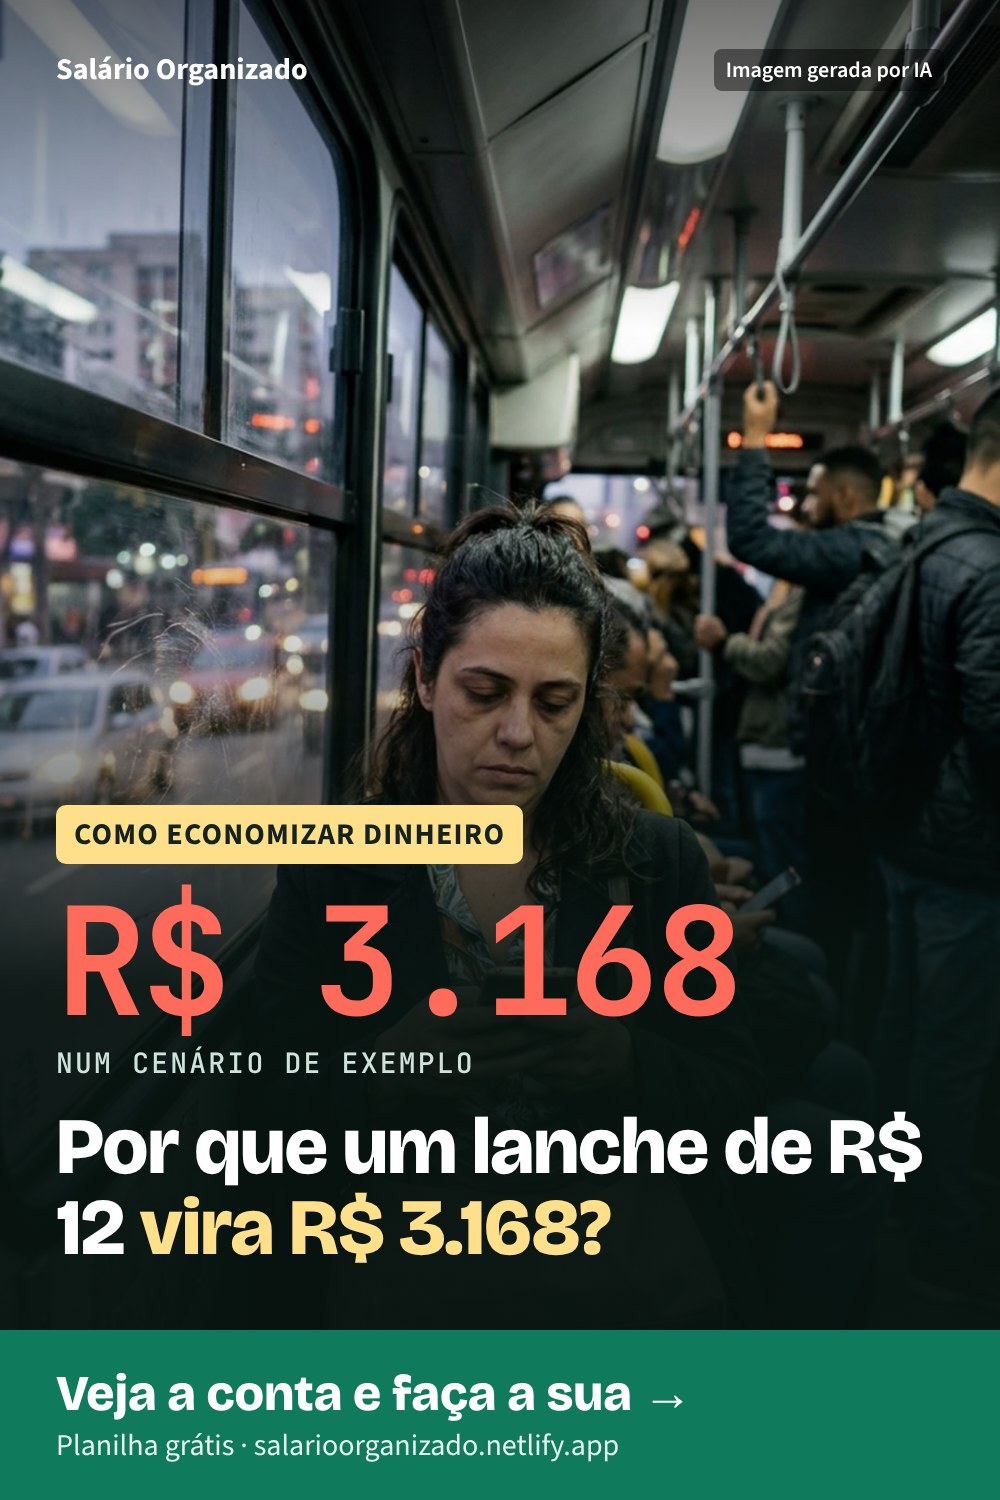 Salário Organizado
Imagem gerada por IA
COMO ECONOMIZAR DINHEIRO
R$ 3.168
NUM CENÁRIO DE EXEMPLO
Por que um lanche de R$
12 vira R$ 3.168?
Veja a conta e faça a sua →
Planilha grátis · salarioorganizado.netlify.app